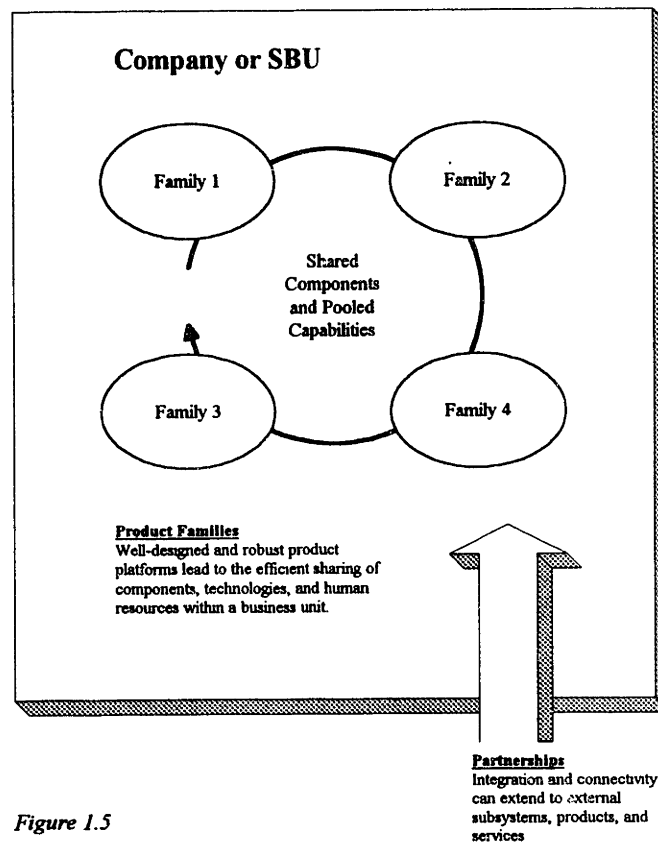 Company or SBU
Family 1
Family 2
Shared
Components
and Pooled
Capabilities
Family 3
Family 4
Product Families
Well-designed and robust product
platforms lead to the efficient sharing of
components, technologies, and human
resources within a business unit.
Partnerships
Integration and connectivity
can extend to external
subsystems, products, and
services
Figure 1.5